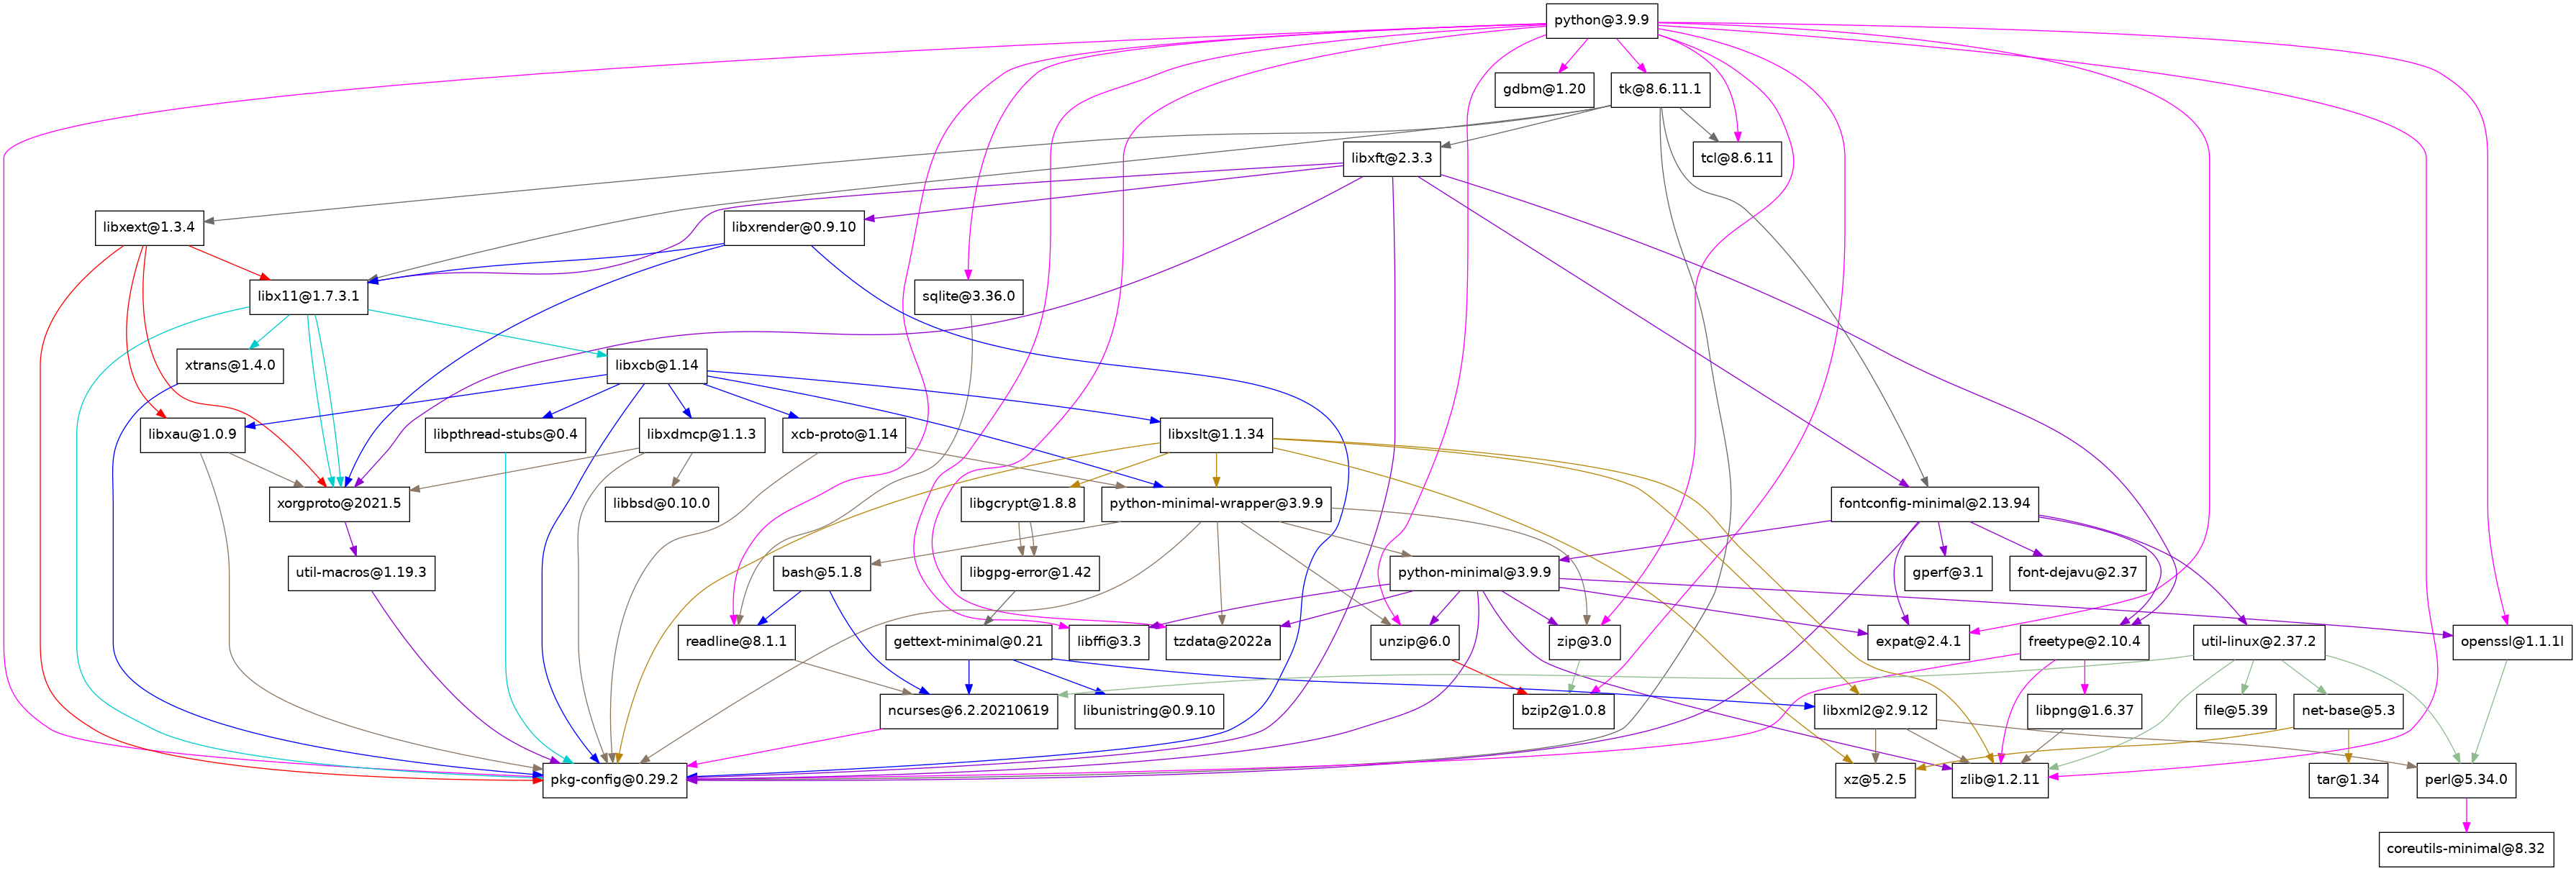 python@3.9.9
gdbm@1.20
tk@8.6.11.1
libxft@2.3.3
tcl@8.6.11
libxext@1.3.4
libxrender@0.9.10
libx11@1.7.3.1
sqlite@3.36.0
xtrans@1.4.0
libxcb@1.14
libxau@1.0.9
libpthread-stubs@0.4
libxdmcp@1.1.3
xcb-proto@1.14
libxslt@1.1.34
xorgproto@2021.5
libbsd@0.10.0
libgcrypt@1.8.8
python-minimal-wrapper@3.9.9
fontconfig-minimal@2.13.94
util-macros@1.19.3
bash@5.1.8
libgpg-error@1.42
python-minimal@3.9.9
gperf@3.1
font-dejavu@2.37
readline@8.1.1
gettext-minimal@0.21
libffi@3.3
tzdata@2022a
unzip@6.0
zip@3.0
expat@2.4.1
freetype@2.10.4
util-linux@2.37.2
openssl@1.1.1l
ncurses@6.2.20210619
libunistring@0.9.10
bzip2@1.0.8
libxml2@2.9.12
libpng@1.6.37
file@5.39
net-base@5.3
pkg-config@0.29.2
xz@5.2.5
zlib@1.2.11
tar@1.34
perl@5.34.0
coreutils-minimal@8.32